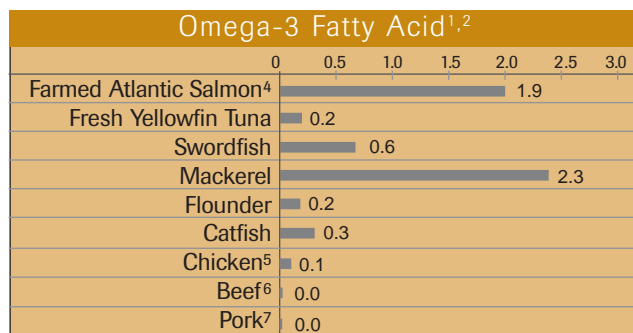 Omega-3 Fatty Acid1,2
0 0.5 1.0 1.5 2.0 2.5 3.0
Farmed Atlantic Salmon4 1.9
Fresh Yellowfin Tuna 0.2
Swordfish 0.6
Mackerel 2.3
Flounder 0.2
Catfish 0.3
Chicken5 0.1
Beef6 0.0
Pork7 0.0